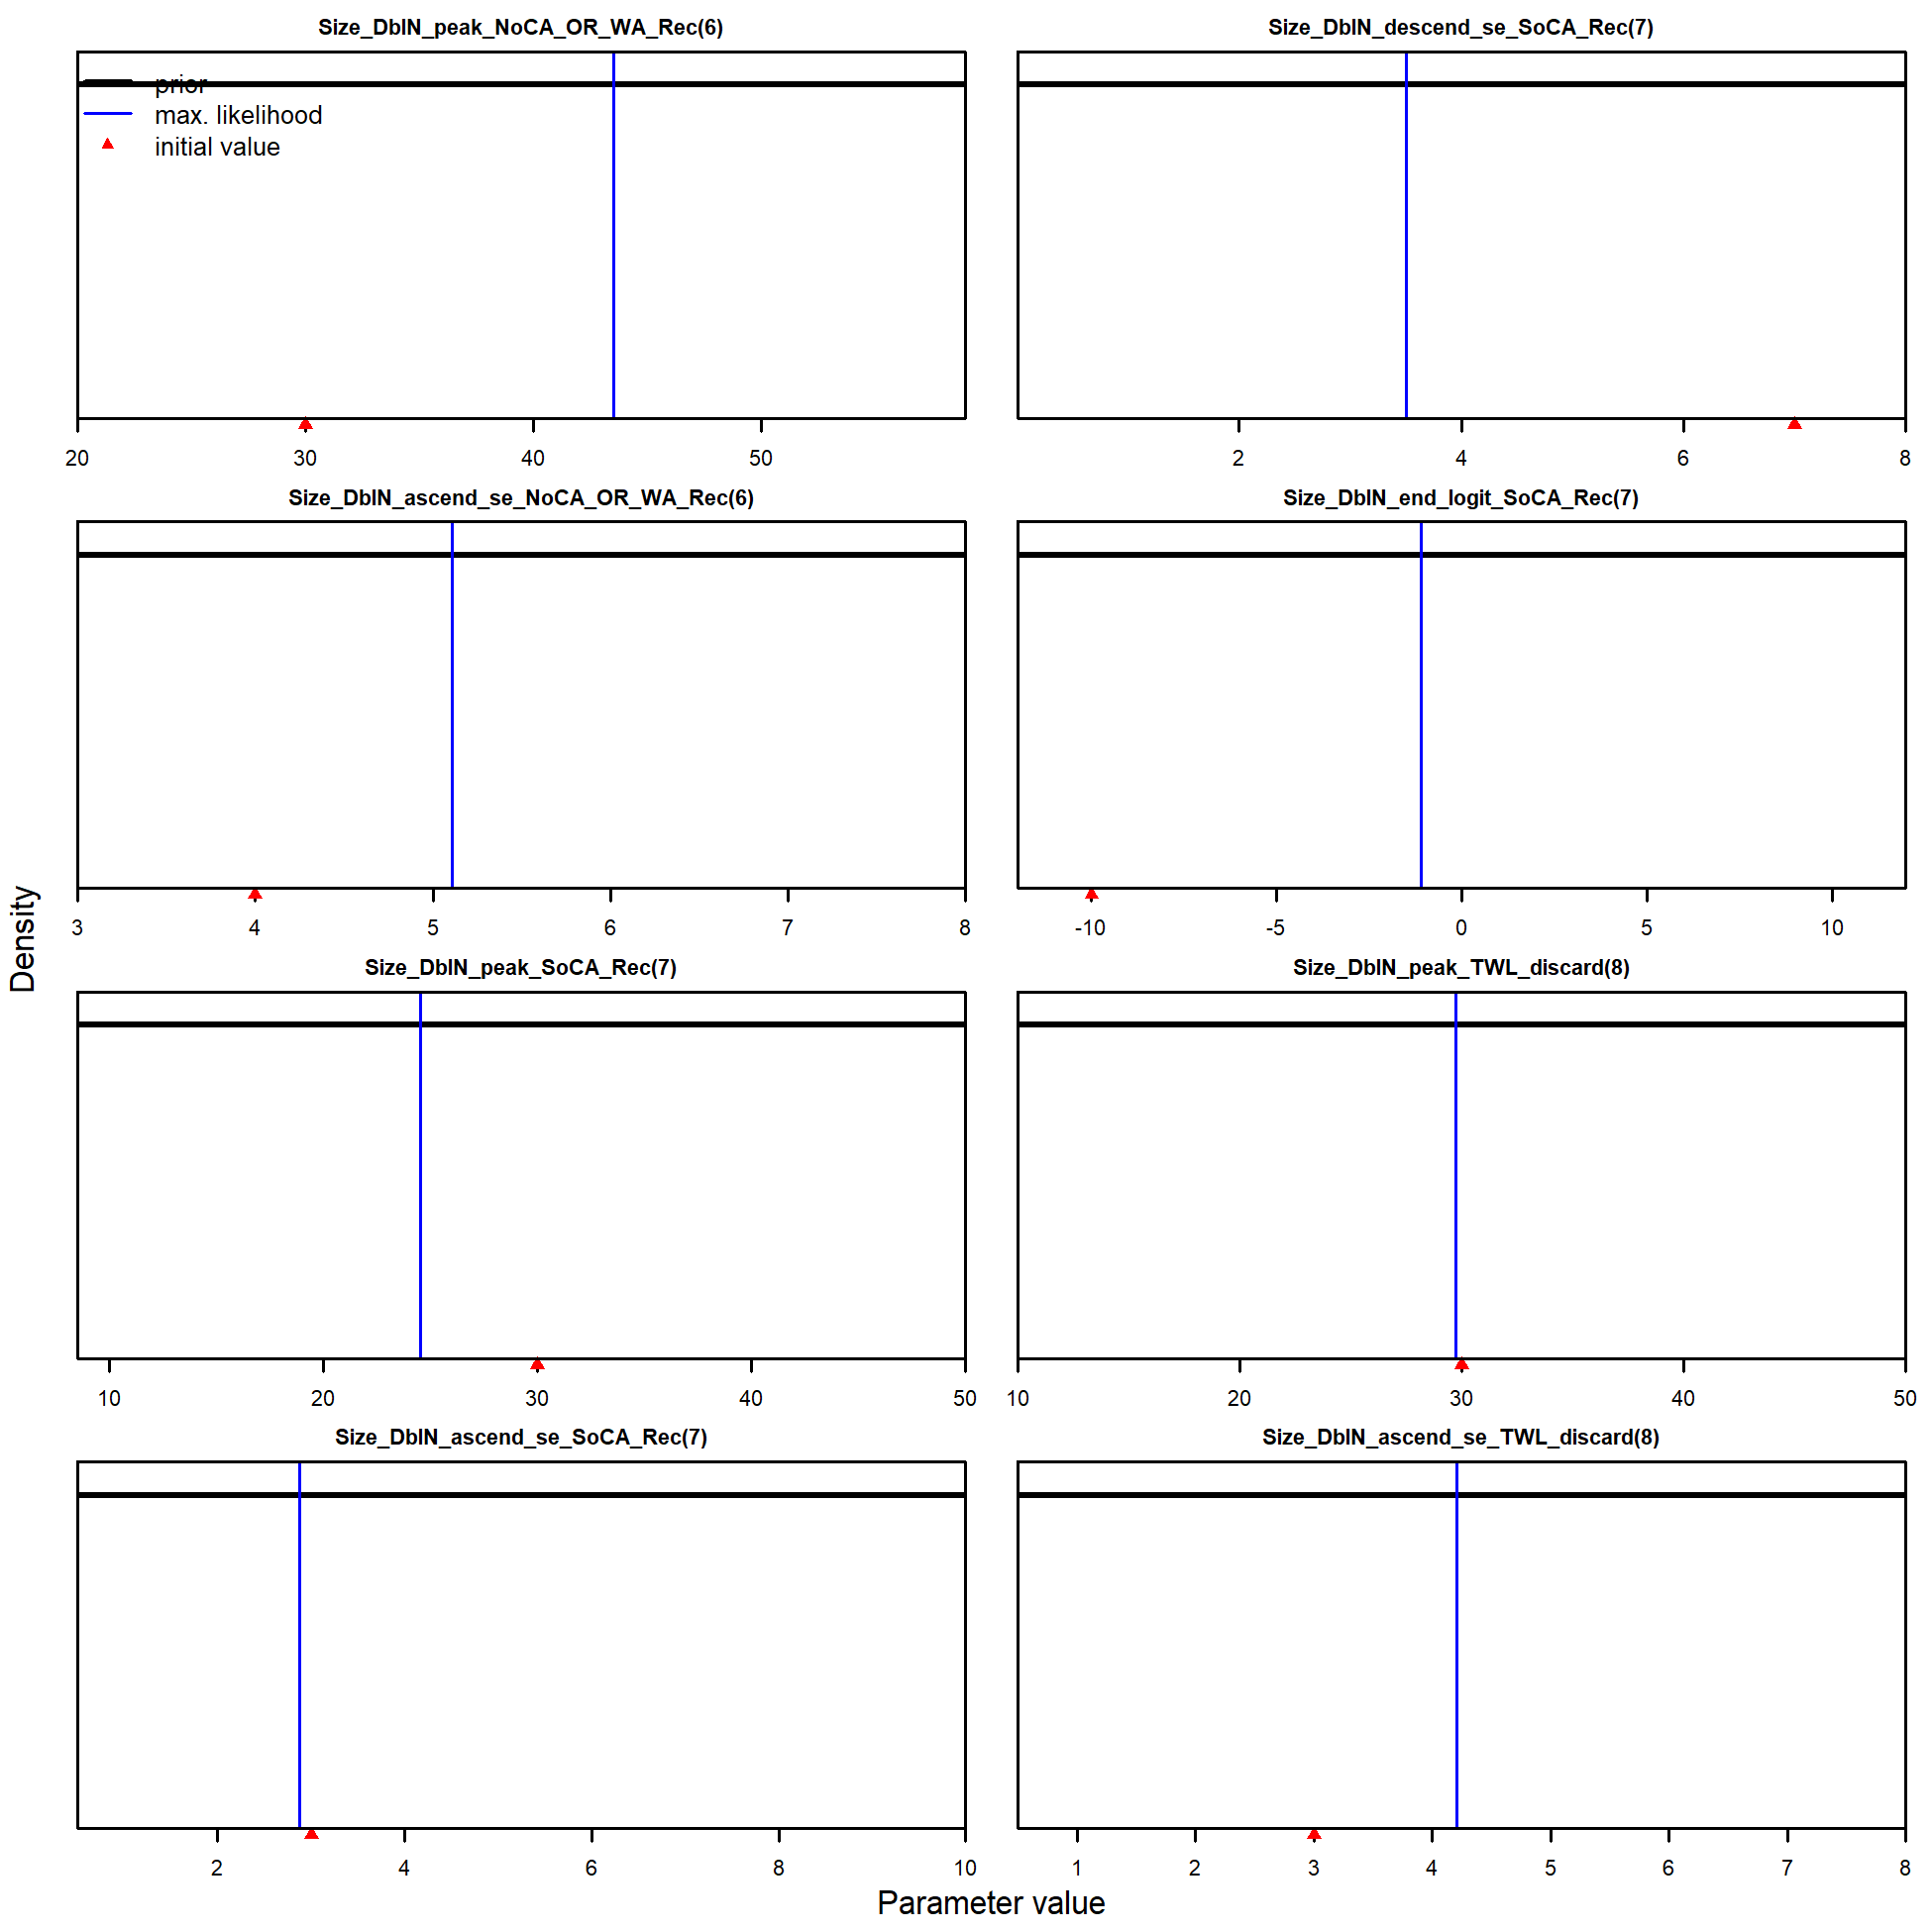 Size_DblN_peak_NoCA_OR_WA_Rec(6)
prior
max. likelihood
initial value
20 30 40 50
Size_DblN_descend_se_SoCA_Rec(7)
2 4 6 8
Size_DblN_ascend_se_NoCA_OR_WA_Rec(6)
3 4 5 6 7 8
Size_DblN_end_logit_SoCA_Rec(7)
-10 -5 0 5 10
Size_DblN_peak_SoCA_Rec(7)
10 20 30 40 50
Size_DblN_peak_TWL_discard(8)
10 20 30 40 50
Size_DblN_ascend_se_SoCA_Rec(7)
2 4 6 8 10
Size_DblN_ascend_se_TWL_discard(8)
1 2 3 4 5 6 7 8
Density
Parameter value